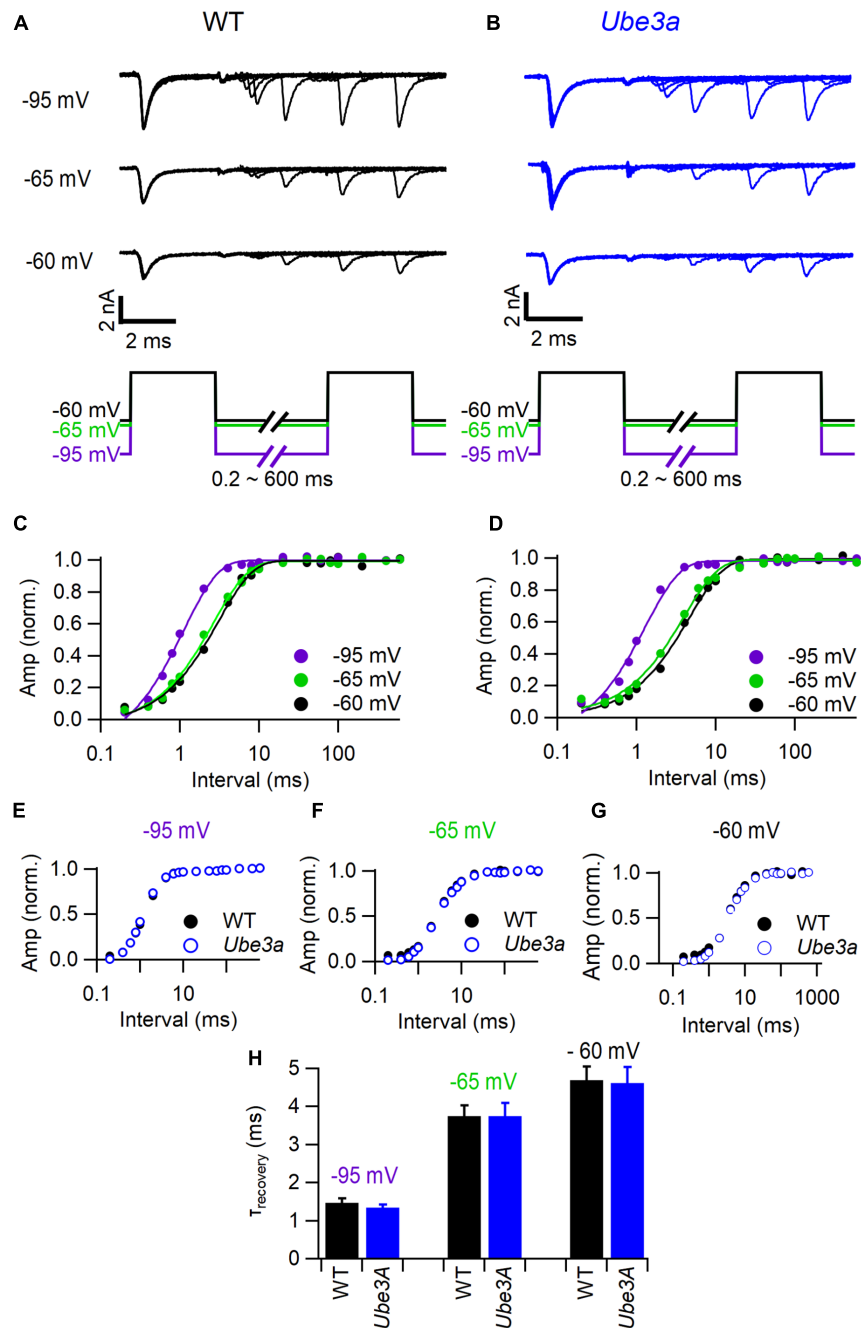 A
WT
B
Ube3a
-95 mV
-65 mV
-60 mV
2 nA
2 ms
2 nA
2 ms
-60 mV
-65 mV
-95 mV
0.2 ~ 600 ms
-60 mV
-65 mV
-95 mV
0.2 ~ 600 ms
C
Amp (norm.)
1.0
0.8
0.6
0.4
0.2
0.0
-95 mV
-65 mV
-60 mV
0.1
1
10
100
Interval (ms)
D
Amp (norm.)
1.0
0.8
0.6
0.4
0.2
0.0
-95 mV
-65 mV
-60 mV
0.1
1
10
100
Interval (ms)
E
-95 mV
Amp (norm.)
1.0
0.5
0.0
WT
Ube3a
0.1
10
Interval (ms)
F
-65 mV
Amp (norm.)
1.0
0.5
0.0
WT
Ube3a
0.1
10
Interval (ms)
G
-60 mV
Amp (norm.)
1.0
0.5
0.0
WT
Ube3a
0.1
10
1000
Interval (ms)
H
τrecovery (ms)
5
4
3
2
1
0
-95 mV
-65 mV
- 60 mV
WT
Ube3A
WT
Ube3A
WT
Ube3A